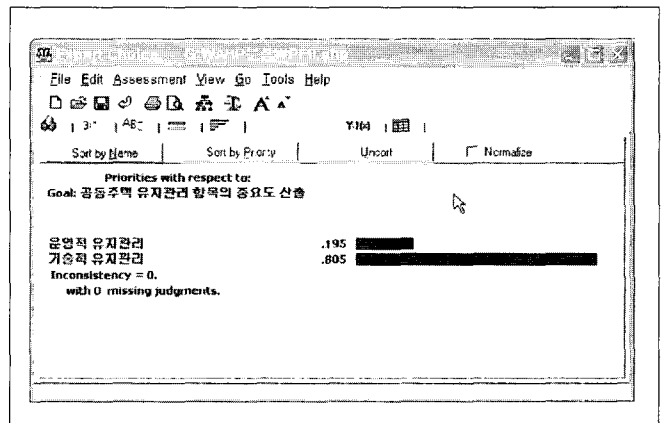 File Edit Assessment View Go Tools Help
Sort by Name Sort by Priority Unsort Normalize
Priorities with respect to:
Goal: 공동주택 유지관리 항목의 중요도 산출
운영적 유지관리 .195
기술적 유지관리 .805
Inconsistency = 0.
with 0 missing judgments.